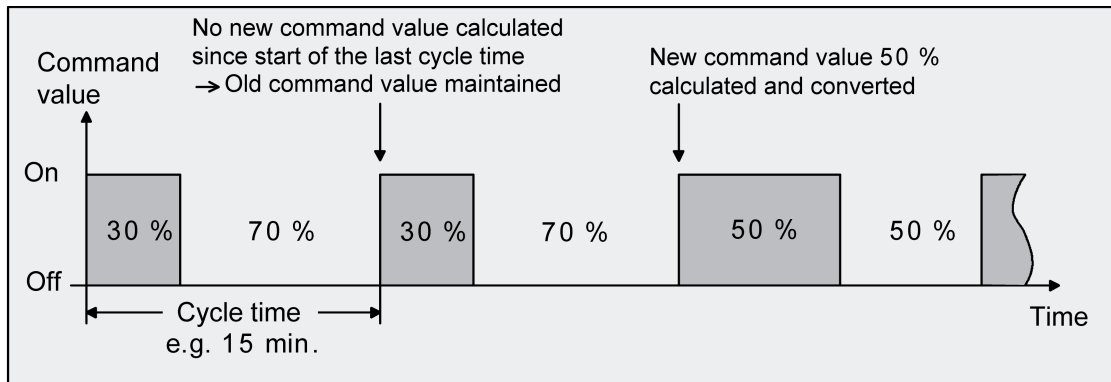 No new command value calculated
since start of the last cycle time
→ Old command value maintained
New command value 50 %
calculated and converted
Command
value
On
30 %
70 %
30 %
70 %
50 %
50 %
Off
Cycle time
e.g. 15 min.
Time